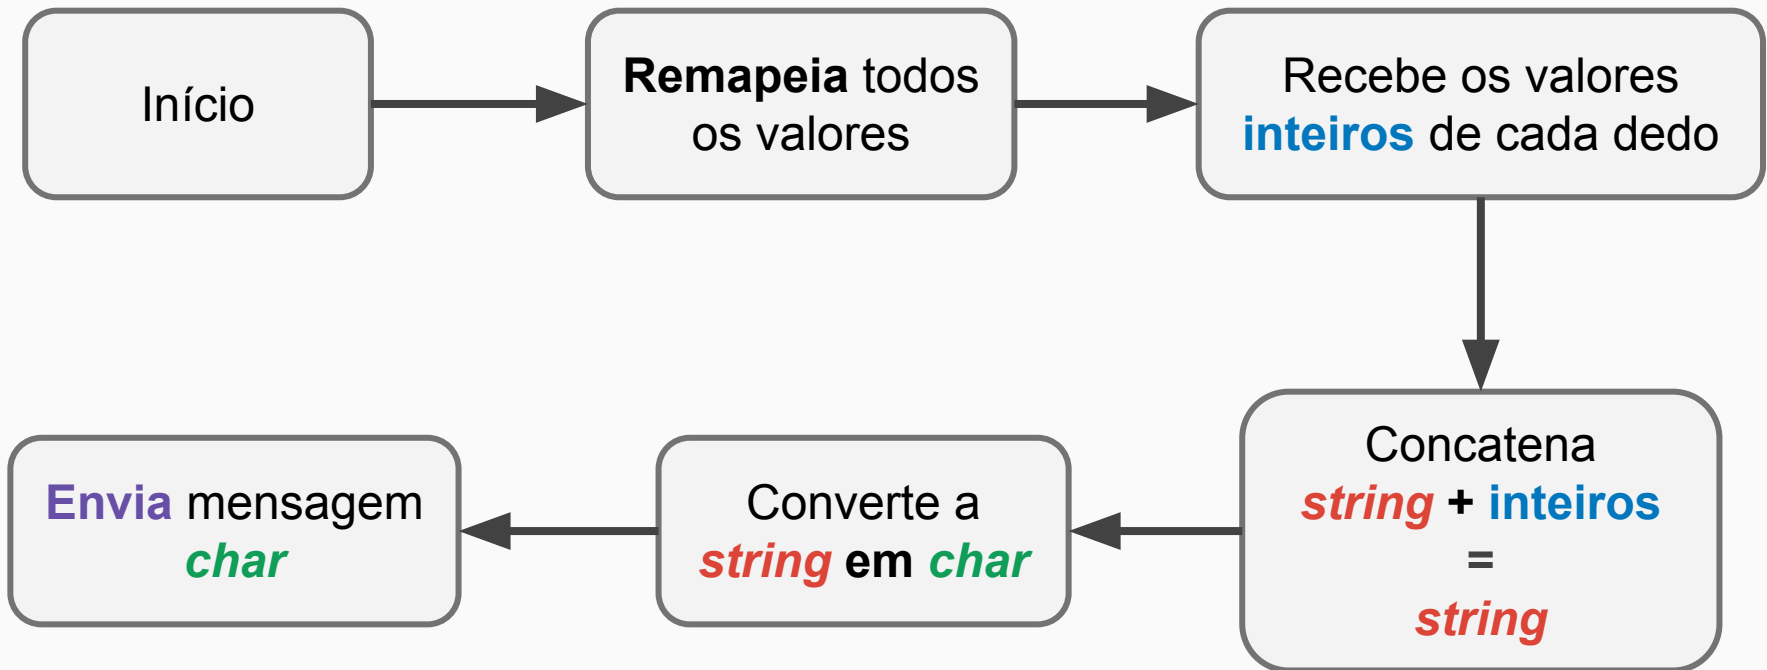 Início
Remapeia todos
os valores
Recebe os valores
inteiros de cada dedo
Concatena
string + inteiros
=
string
Converte a
string em char
Envia mensagem
char